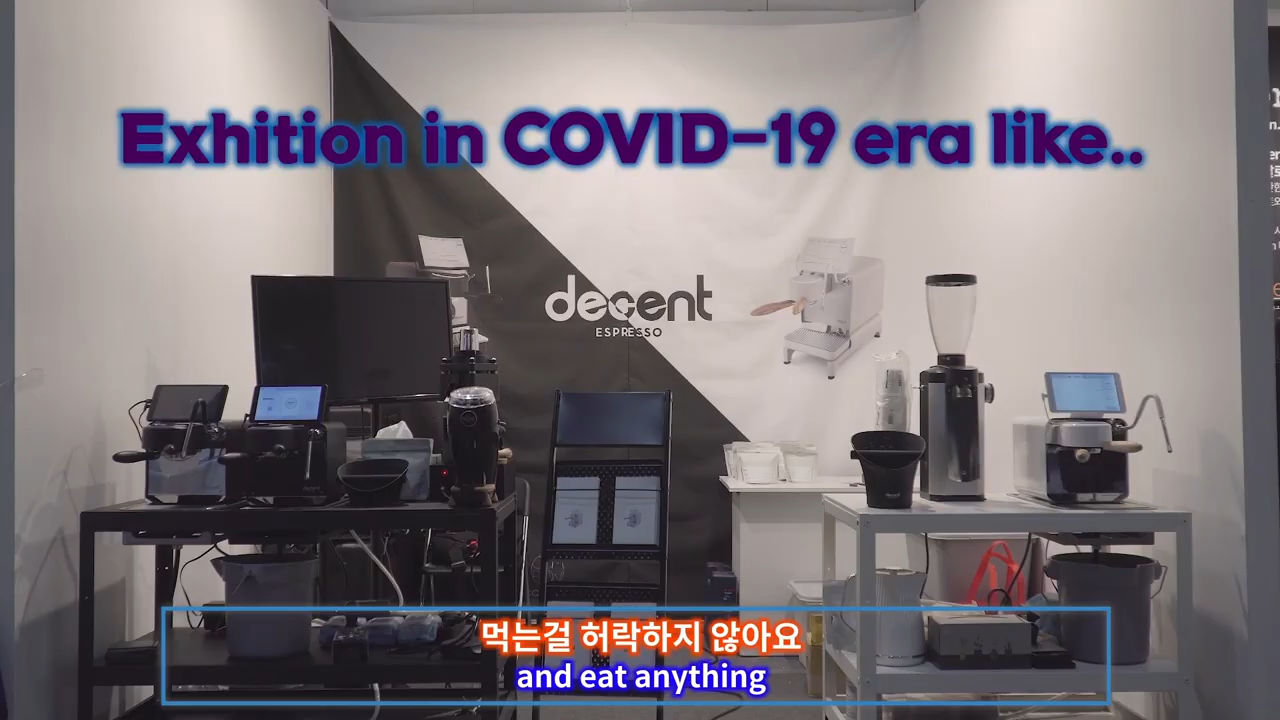 Exhition in COVID-19 era like..
decent
ESPRESSO
먹는걸 허락하지 않아요
and eat anything